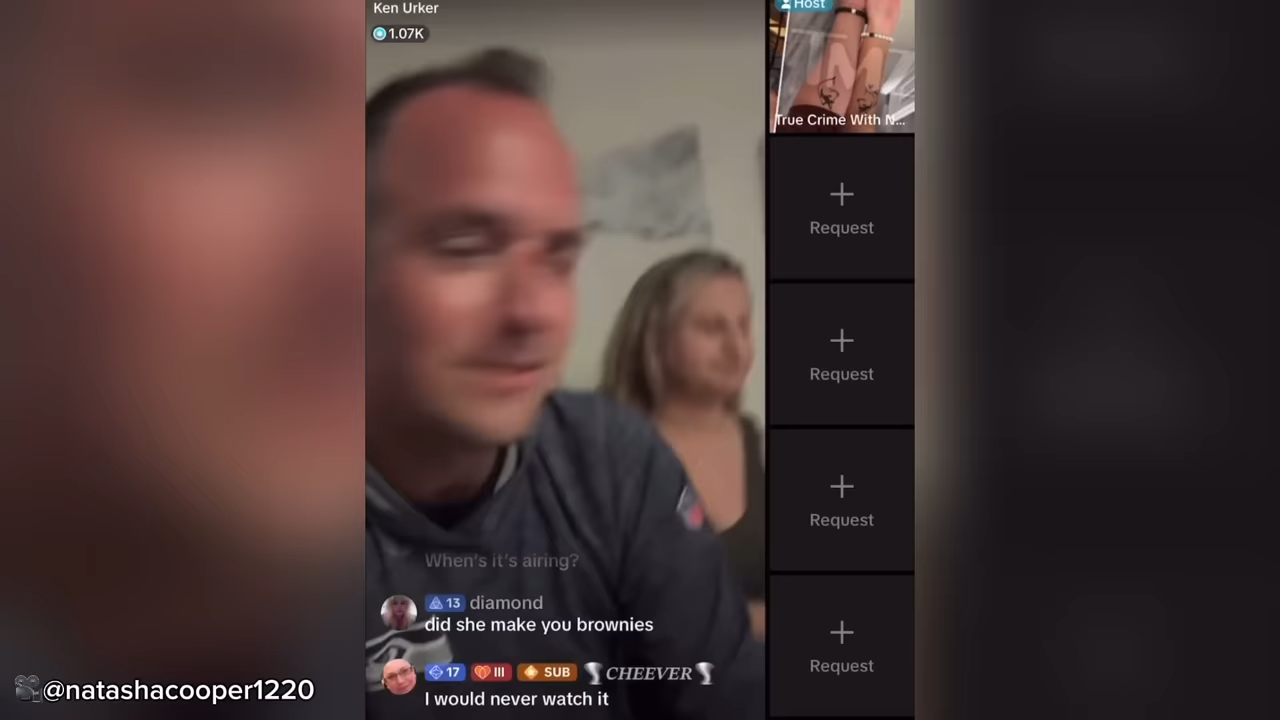 Ken Urker
1.07K
Host
True Crime With N...
Request
Request
Request
Request
When's it's airing?
13 diamond
did she make you brownies
17 III SUB CHEEVER
I would never watch it
@natashacooper1220